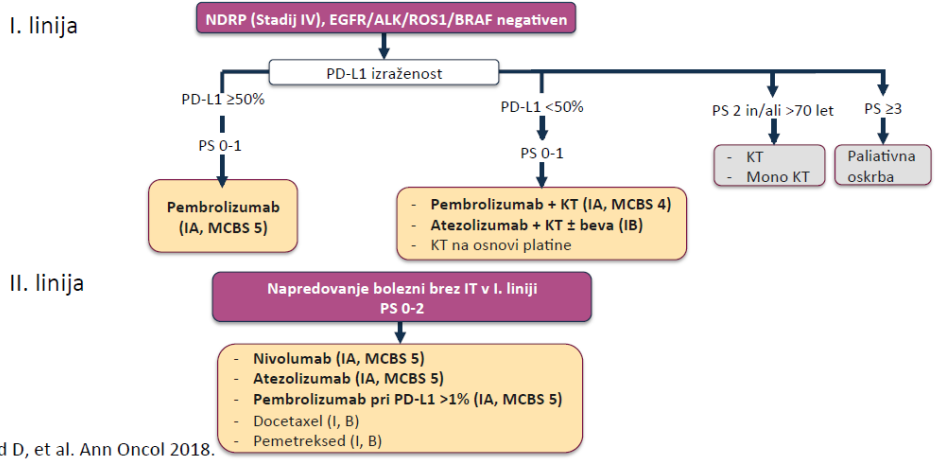 I. linija
NDRP (Stadij IV), EGFR/ALK/ROS1/BRAF negativen
PD-L1 izraženost
PD-L1 ≥50%
PD-L1 <50%
PS 2 in/ali >70 let
PS ≥3
PS 0-1
PS 0-1
- KT
- Mono KT
Paliativna
oskrba
Pembrolizumab
(IA, MCBS 5)
- Pembrolizumab + KT (IA, MCBS 4)
- Atezolizumab + KT ± beva (IB)
- KT na osnovi platine
II. linija
Napredovanje bolezni brez IT v I. liniji
PS 0-2
- Nivolumab (IA, MCBS 5)
- Atezolizumab (IA, MCBS 5)
- Pembrolizumab pri PD-L1 >1% (IA, MCBS 5)
- Docetaxel (I, B)
- Pemetreksed (I, B)
d D, et al. Ann Oncol 2018.